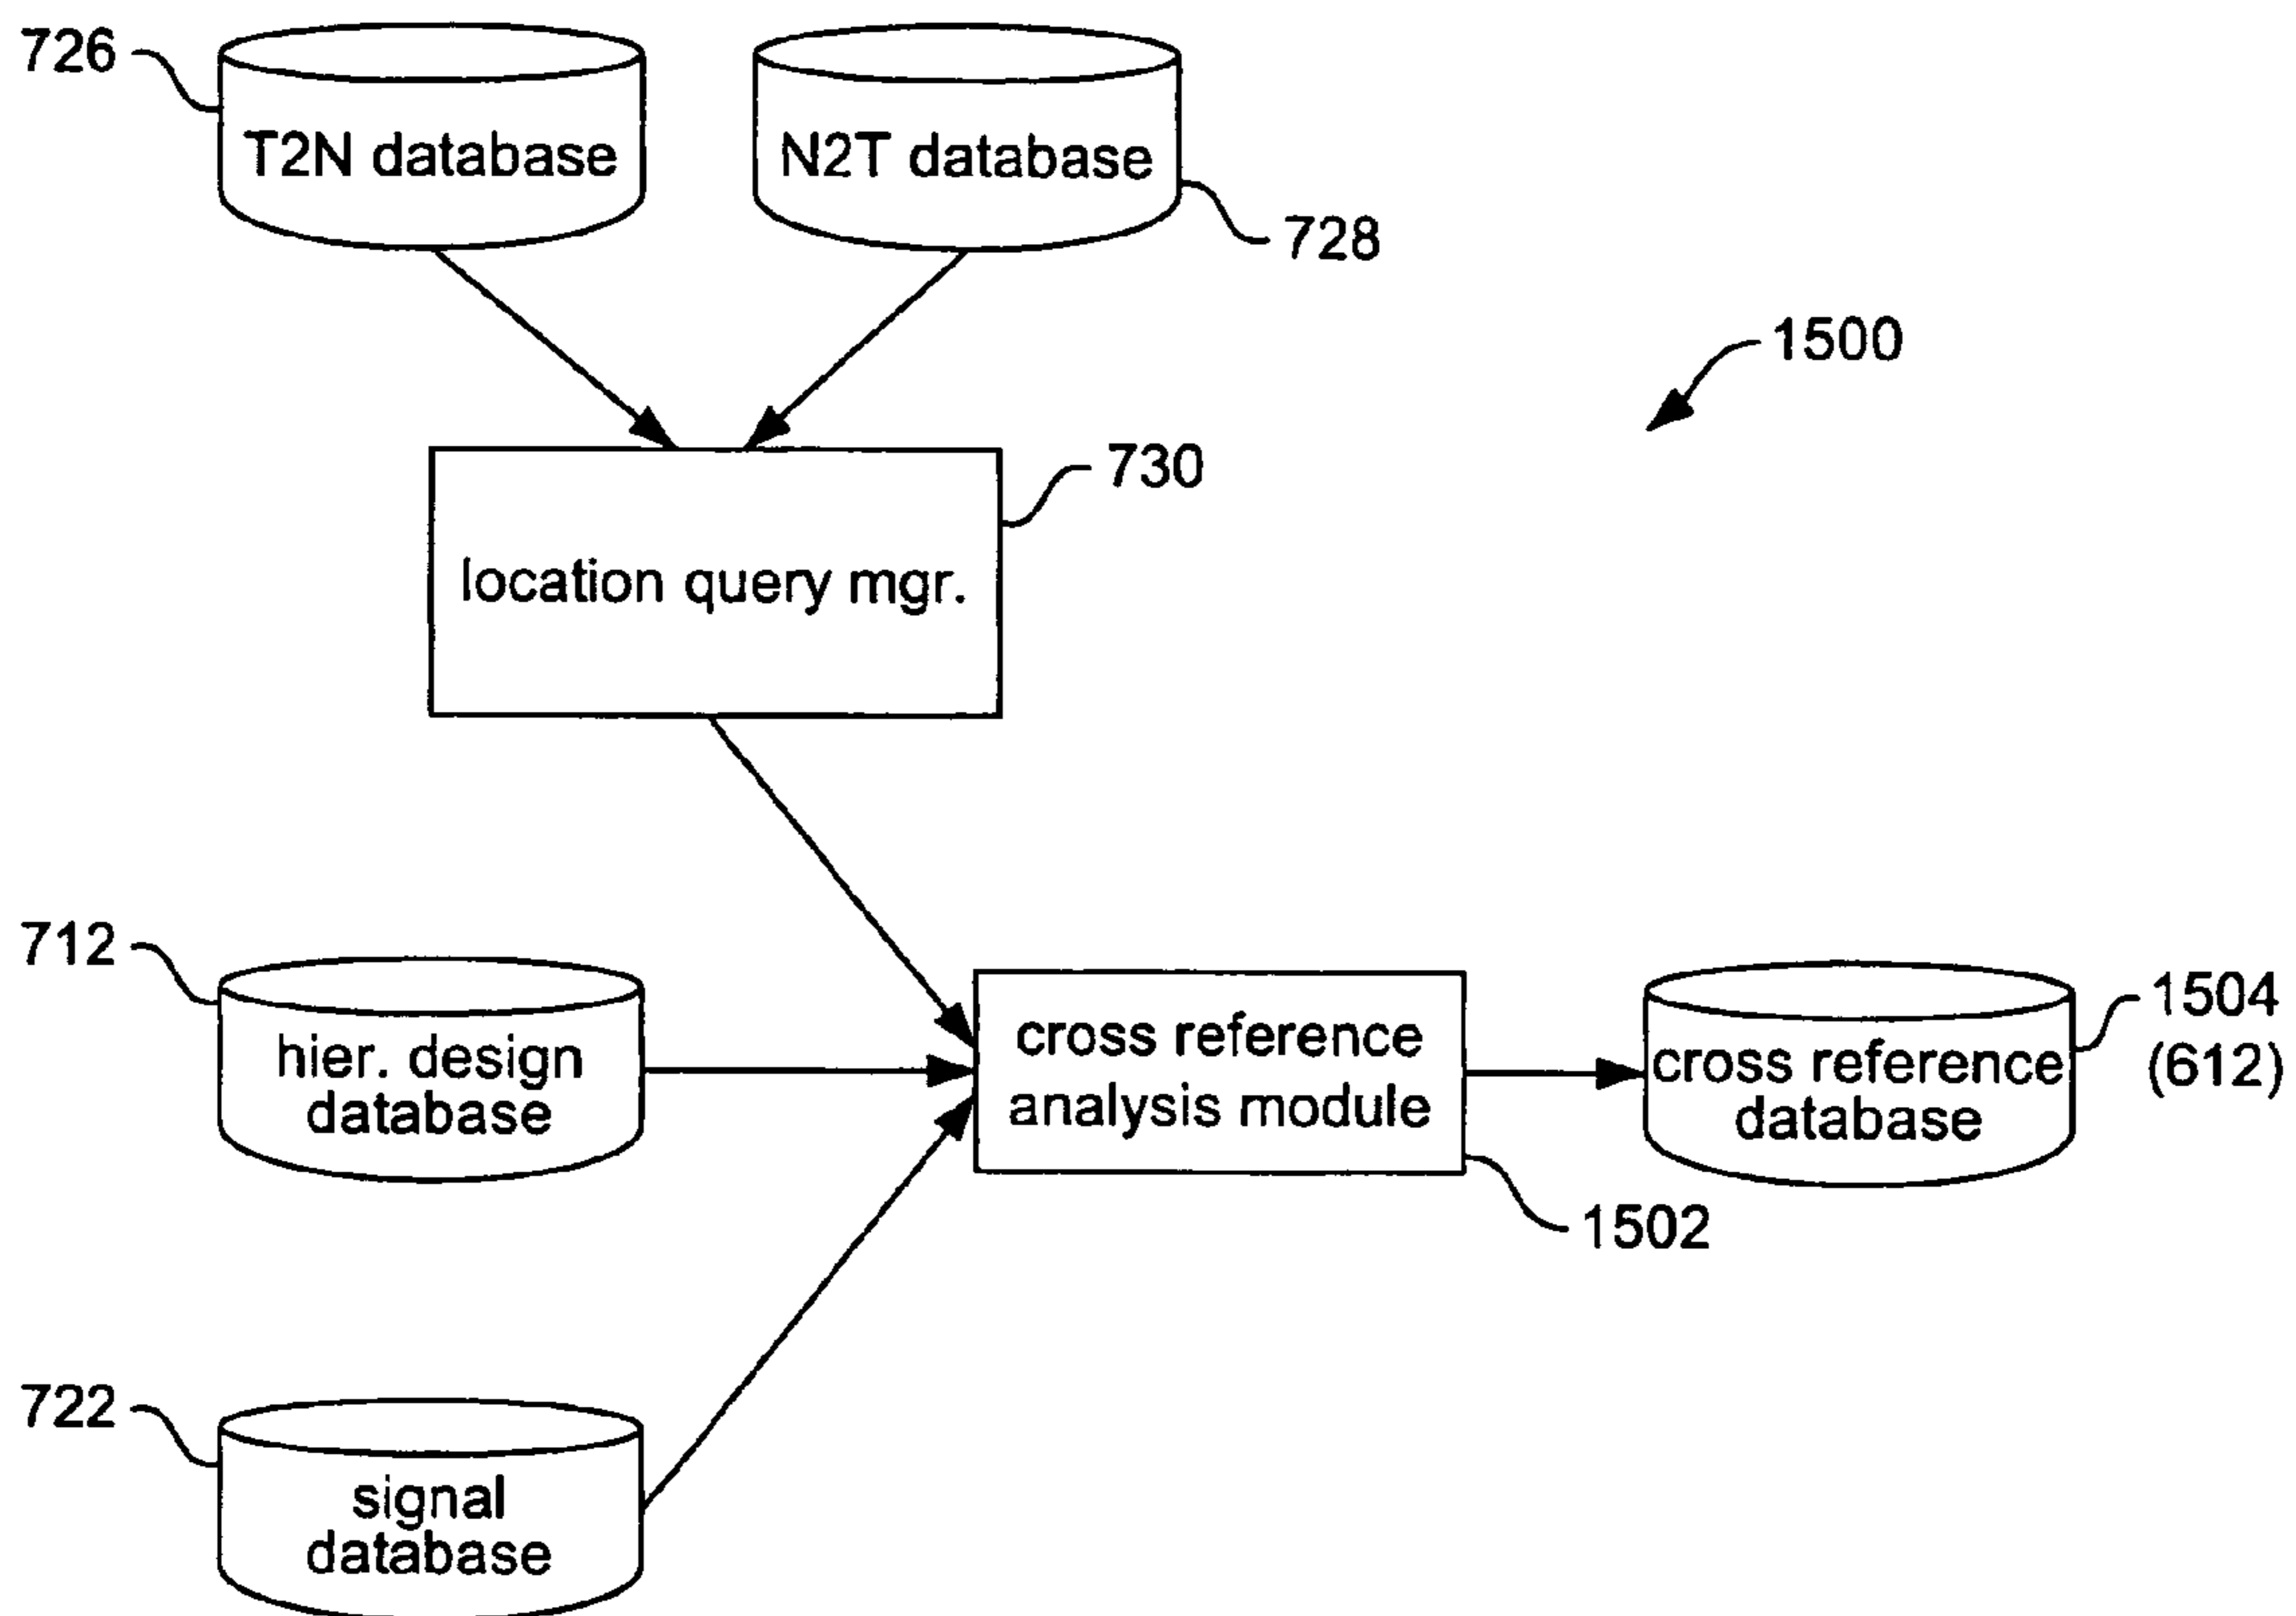 726
T2N database
N2T database
728
1500
730
location query mgr.
712
hier. design
database
cross reference
analysis module
1502
cross reference
database
1504
(612)
722
signal
database